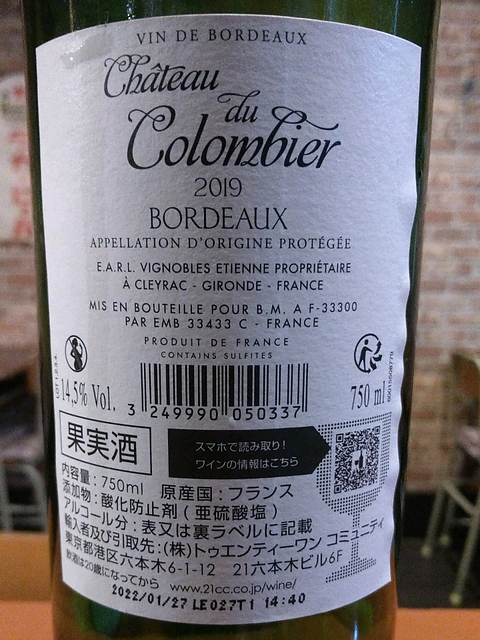 VIN DE BORDEAUX
Château
du
Colombier
2019
BORDEAUX
APPELLATION D'ORIGINE PROTÉGÉE
E.A.R.L. VIGNOBLES ETIENNE PROPRIÉTAIRE
À CLEYRAC - GIRONDE - FRANCE
MIS EN BOUTEILLE POUR B.M. A F-33300
PAR EMB 33433 C - FRANCE
PRODUIT DE FRANCE
CONTAINS SULFITES
14,5% Vol.
750 ml
3 249990 050337
果実酒
スマホで読み取り!
ワインの情報はこちら
内容量:750ml 原産国:フランス
添加物:酸化防止剤(亜硫酸塩)
アルコール分:表又は裏ラベルに記載
輸入者及び引取先:(株)トゥエンティーワン コミュニティ
東京都港区六本木6-1-12 21六本木ビル6F
飲酒は20歳になってから www.21cc.co.jp/wine/
2022/01/27 LE027T1 14:40